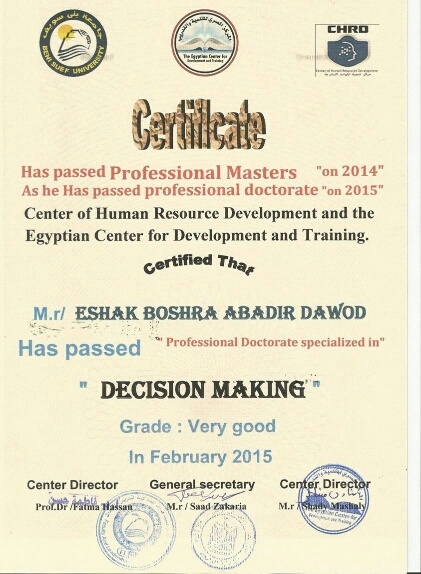 جامعة بنى سويف
BENI SUEF UNIVERSITY
The Egyptian Center for
Development and Training
CHRD
Center of Human Resource Development
Certificate
Has passed Professional Masters "on 2014"
As he Has passed professional doctorate "on 2015"
Center of Human Resource Development and the
Egyptian Center for Development and Training.
Certified That
M.r/ ESHAK BOSHRA ABADIR DAWOD
Has passed " Professional Doctorate specialized in"
" DECISION MAKING "
Grade : Very good
In February 2015
Center Director General secretary Center Director
Prof.Dr /Fatma Hassan M.r / Saad Zakaria M.r / Shady Mashaly